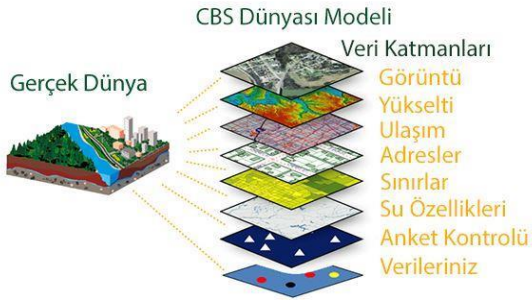 CBS Dünyası Modeli
Veri Katmanları
Gerçek Dünya
Görüntü
Yükselti
Ulaşım
Adresler
Sınırlar
Su Özellikleri
Anket Kontrolü
Verileriniz